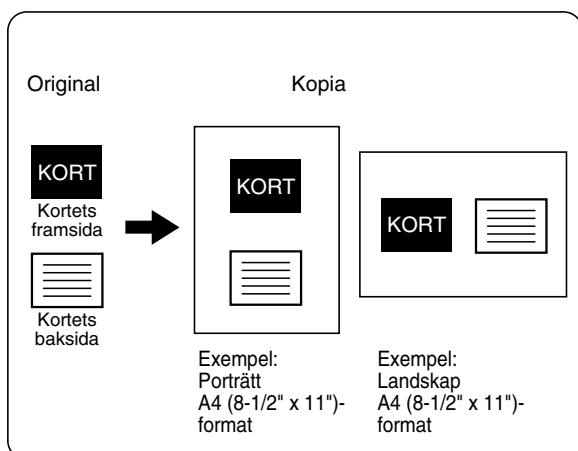 Original
Kopia
KORT
Kortets
framsida
Kortets
baksida
KORT
KORT
Exempel:
Porträtt
A4 (8-1/2" x 11")-
format
Exempel:
Landskap
A4 (8-1/2" x 11")-
format